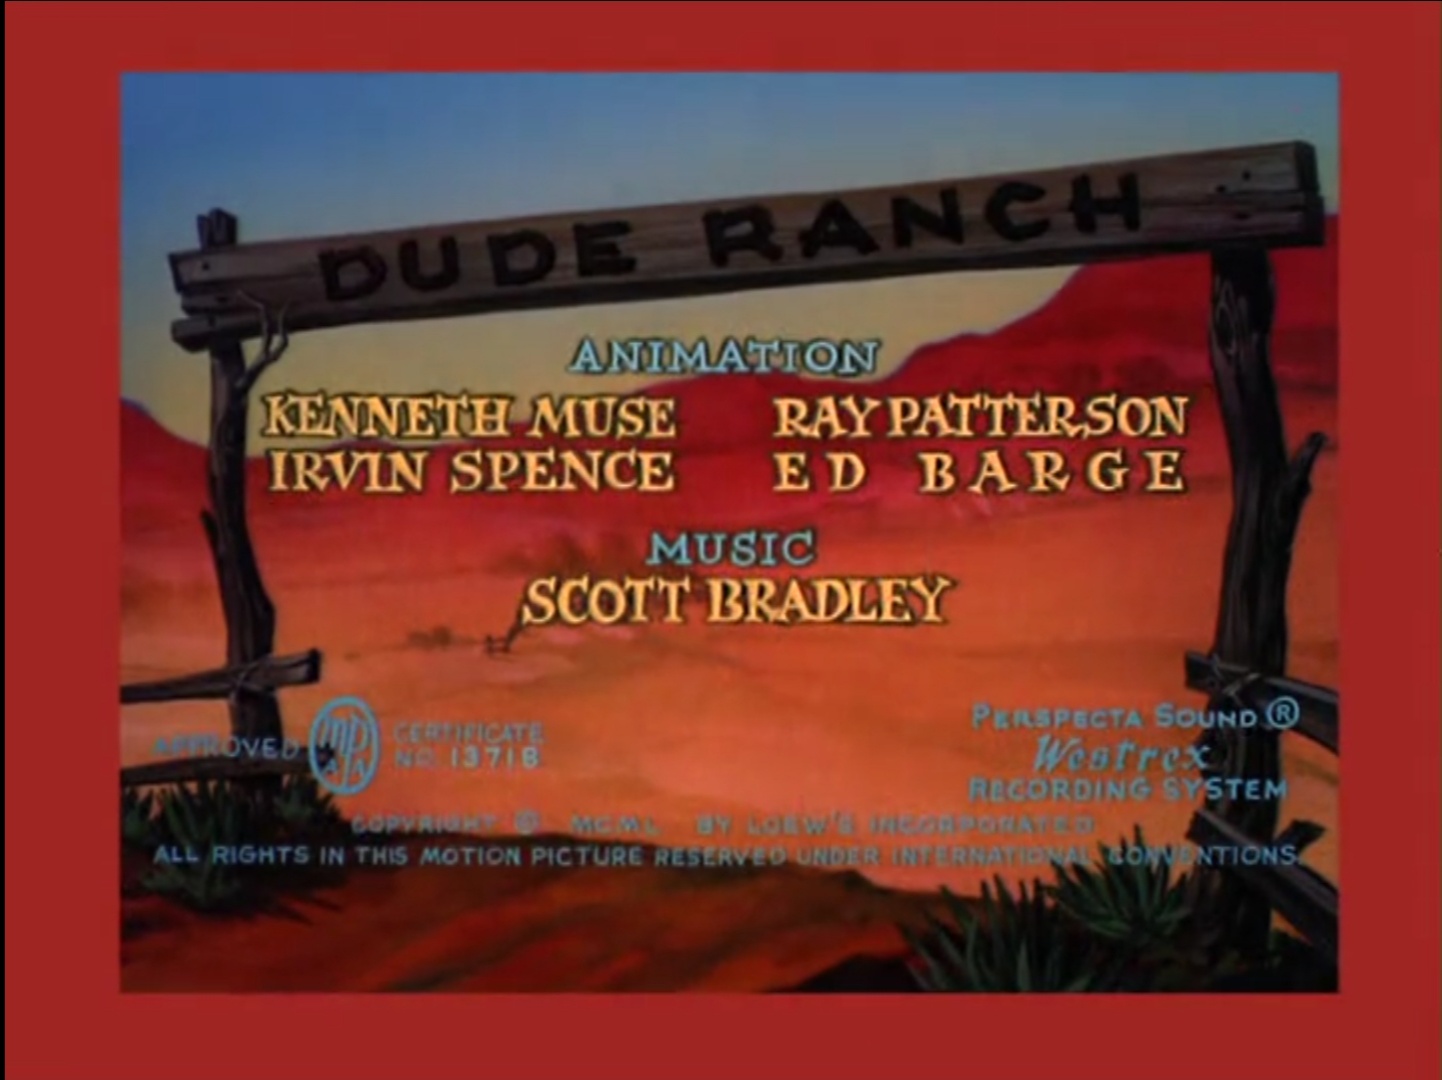 DUDE RANCH
ANIMATION
KENNETH MUSE RAY PATTERSON
IRVIN SPENCE ED BARGE
MUSIC
SCOTT BRADLEY
APPROVED MPAA CERTIFICATE
NO. 13718
PERSPECTA SOUND ®
Westrex
RECORDING SYSTEM
COPYRIGHT © MCML BY LOEW'S INCORPORATED
ALL RIGHTS IN THIS MOTION PICTURE RESERVED UNDER INTERNATIONAL CONVENTIONS